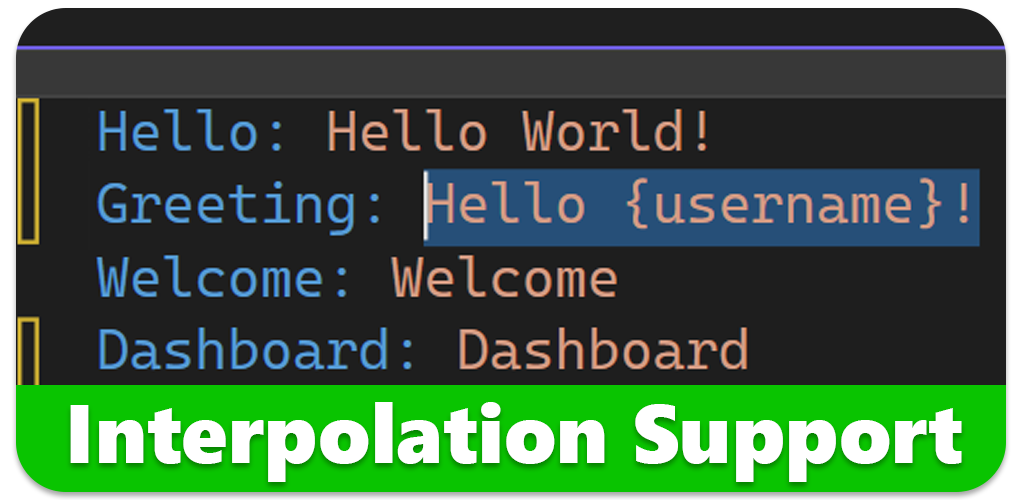 Hello: Hello World!
Greeting: Hello {username}!
Welcome: Welcome
Dashboard: Dashboard
Interpolation Support